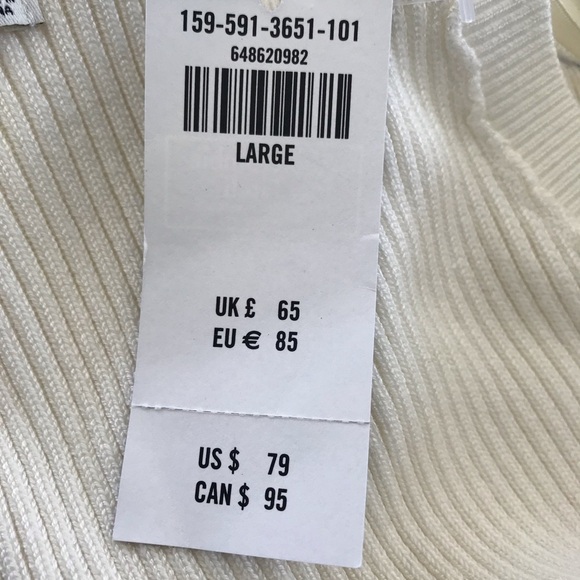 159-591-3651-101
648620982
LARGE
UK £ 65
EU € 85
US $ 79
CAN $ 95